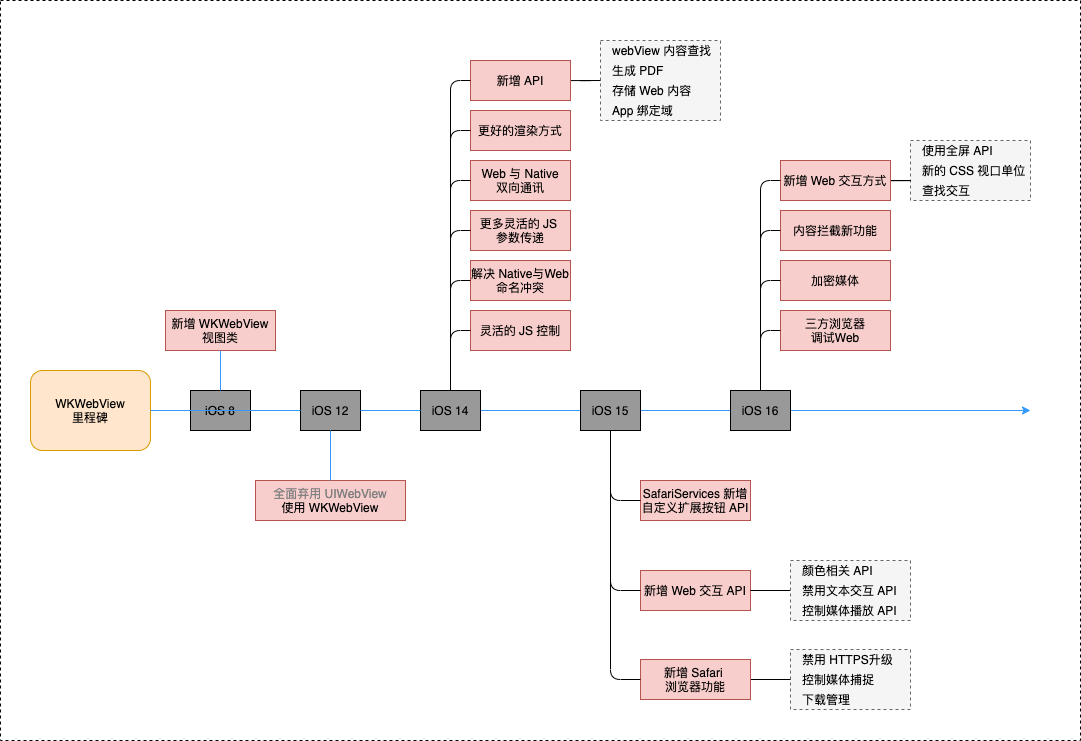 webView 内容查找
生成 PDF
存储 Web 内容
App 绑定域
新增 API
更好的渲染方式
Web 与 Native
双向通讯
更多灵活的 JS
参数传递
解决 Native与Web
命名冲突
灵活的 JS 控制
使用全屏 API
新的 CSS 视口单位
查找交互
新增 Web 交互方式
内容拦截新功能
加密媒体
三方浏览器
调试Web
新增 WKWebView
视图类
WKWebView
里程碑
iOS 8
iOS 12
iOS 14
iOS 15
iOS 16
全面弃用 UIWebView
使用 WKWebView
SafariServices 新增
自定义扩展按钮 API
新增 Web 交互 API
颜色相关 API
禁用文本交互 API
控制媒体播放 API
新增 Safari
浏览器功能
禁用 HTTPS升级
控制媒体捕捉
下载管理